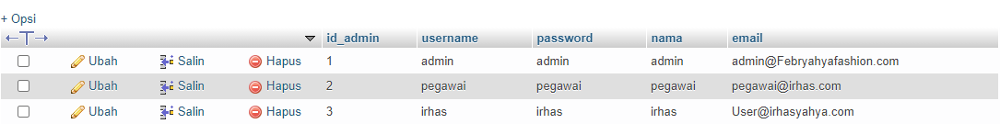 + Opsi
id_admin username password nama email
Ubah Salin Hapus 1 admin admin admin admin@Febryahyafashion.com
Ubah Salin Hapus 2 pegawai pegawai pegawai pegawai@irhas.com
Ubah Salin Hapus 3 irhas irhas irhas User@irhasyahya.com